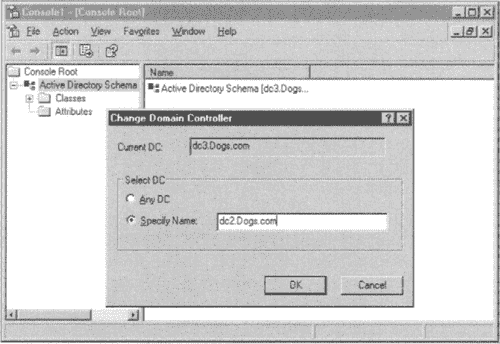 Console1 - [Console Root]
File Action View Favorites Window Help
Console Root
Active Directory Schema
Classes
Attributes
Name
Active Directory Schema [dc3.Dogs...
Change Domain Controller
Current DC: dc3.Dogs.com
Select DC
Any DC
Specify Name: dc2.Dogs.com
OK Cancel